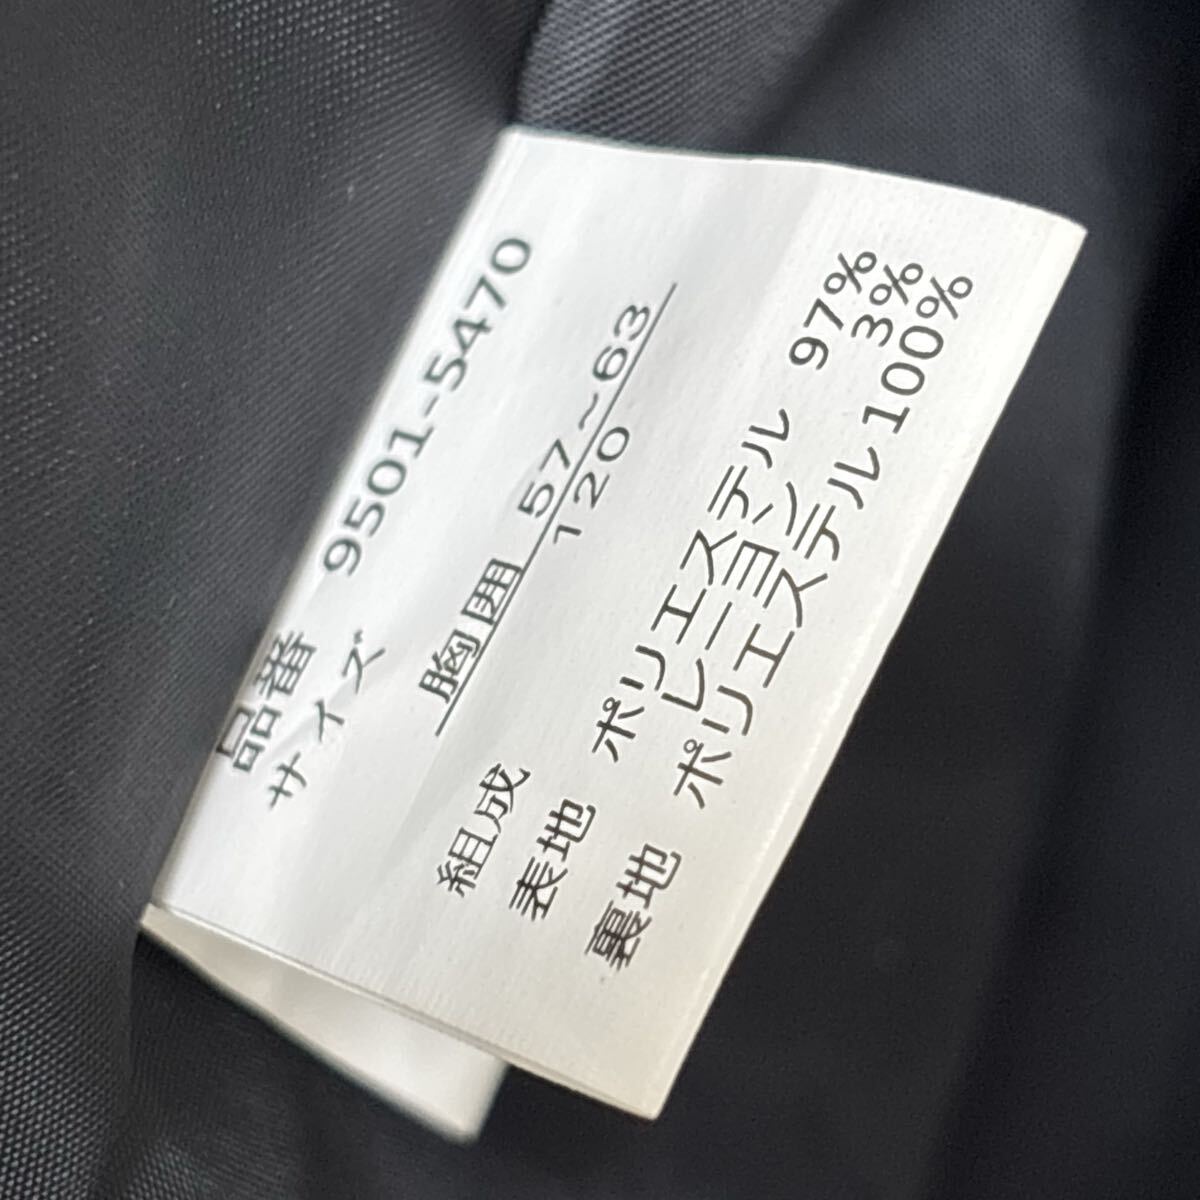 品番 9501-5470
サイズ
胸囲 57~63
120
組成
表地 ポリエステル 97%
レーヨン 3%
裏地 ポリエステル 100%